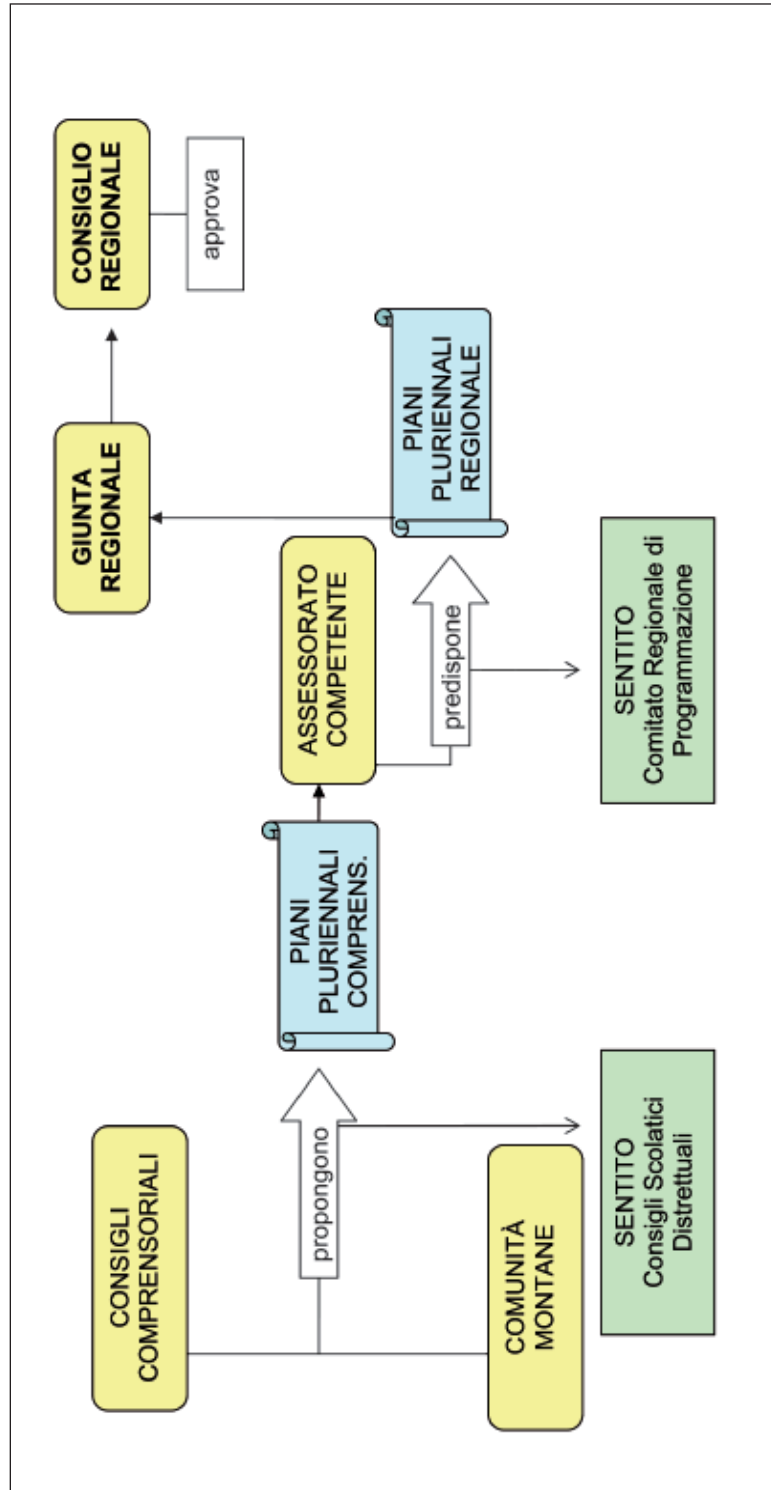 CONSIGLI
COMPRENSORIALI
propongono
COMUNITÀ
MONTANE
SENTITO
Consigli Scolatici
Distrettuali
PIANI
PLURIENNALI
COMPRENS.
ASSESSORATO
COMPETENTE
predispone
SENTITO
Comitato Regionale di
Programmazione
PIANI
PLURIENNALI
REGIONALE
GIUNTA
REGIONALE
CONSIGLIO
REGIONALE
approva